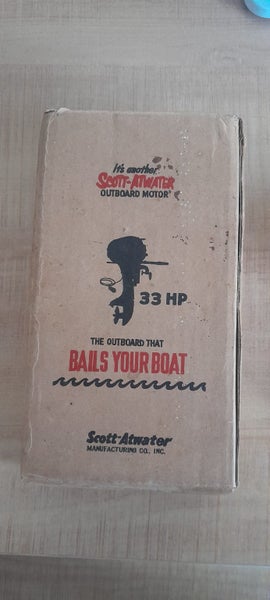 it's another
SCOTT-ATWATER
OUTBOARD MOTOR
33 HP
THE OUTBOARD THAT
BAILS YOUR BOAT
Scott-Atwater
MANUFACTURING CO., INC.